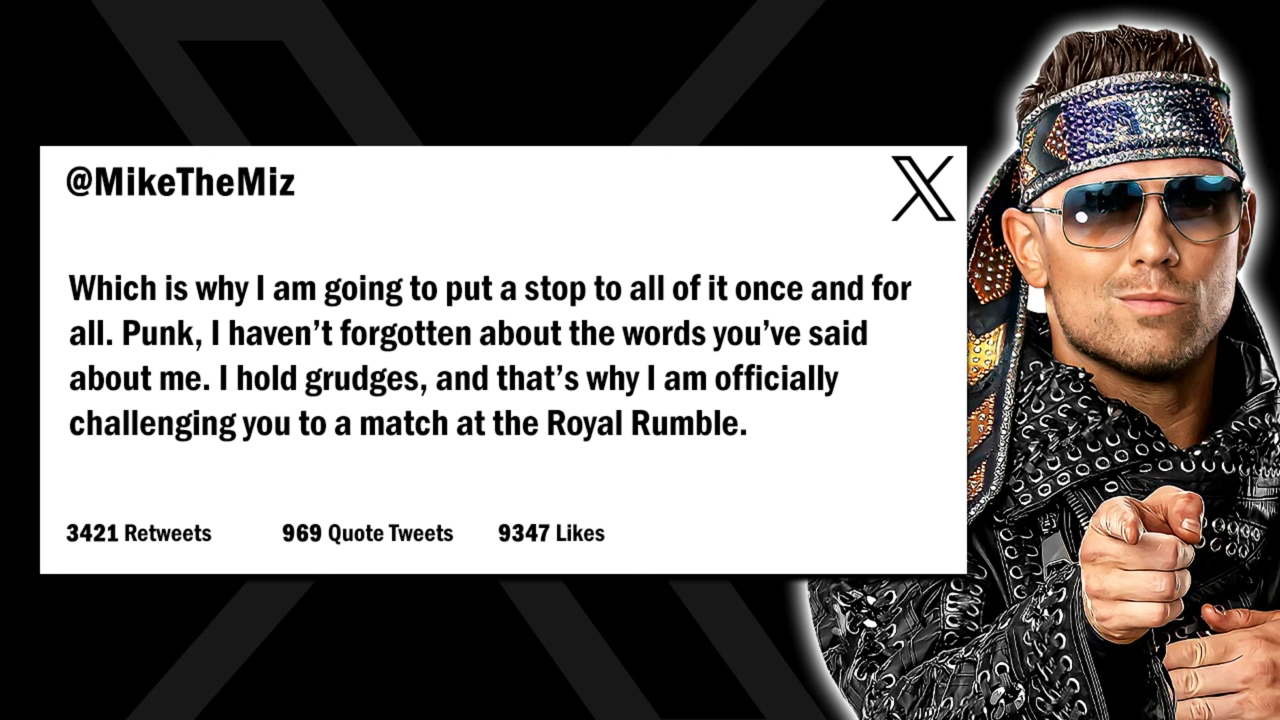 @MikeTheMiz
Which is why I am going to put a stop to all of it once and for
all. Punk, I haven’t forgotten about the words you’ve said
about me. I hold grudges, and that’s why I am officially
challenging you to a match at the Royal Rumble.
3421 Retweets 969 Quote Tweets 9347 Likes